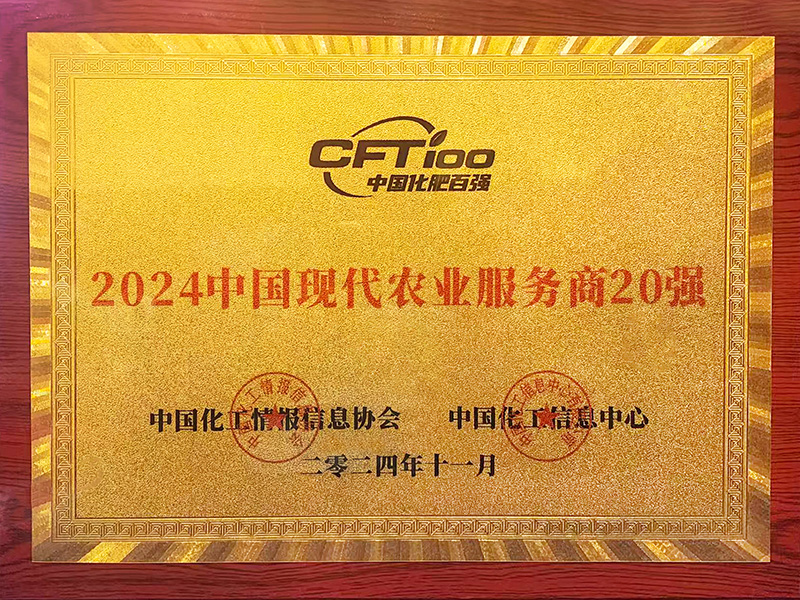 CFT100
中国化肥百强
2024中国现代农业服务商20强
中国化工情报信息协会 中国化工信息中心
二零二四年十一月